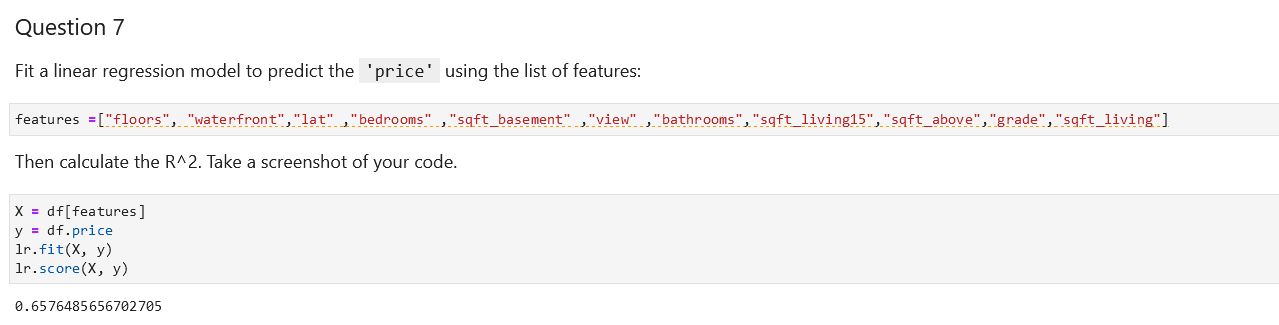 Question 7
Fit a linear regression model to predict the 'price' using the list of features:
features =["floors", "waterfront","lat" ,"bedrooms" ,"sqft_basement" ,"view" ,"bathrooms","sqft_living15","sqft_above","grade","sqft_living"]
Then calculate the R^2. Take a screenshot of your code.
X = df[features]
y = df.price
lr.fit(X, y)
lr.score(X, y)
0.6576485656702705